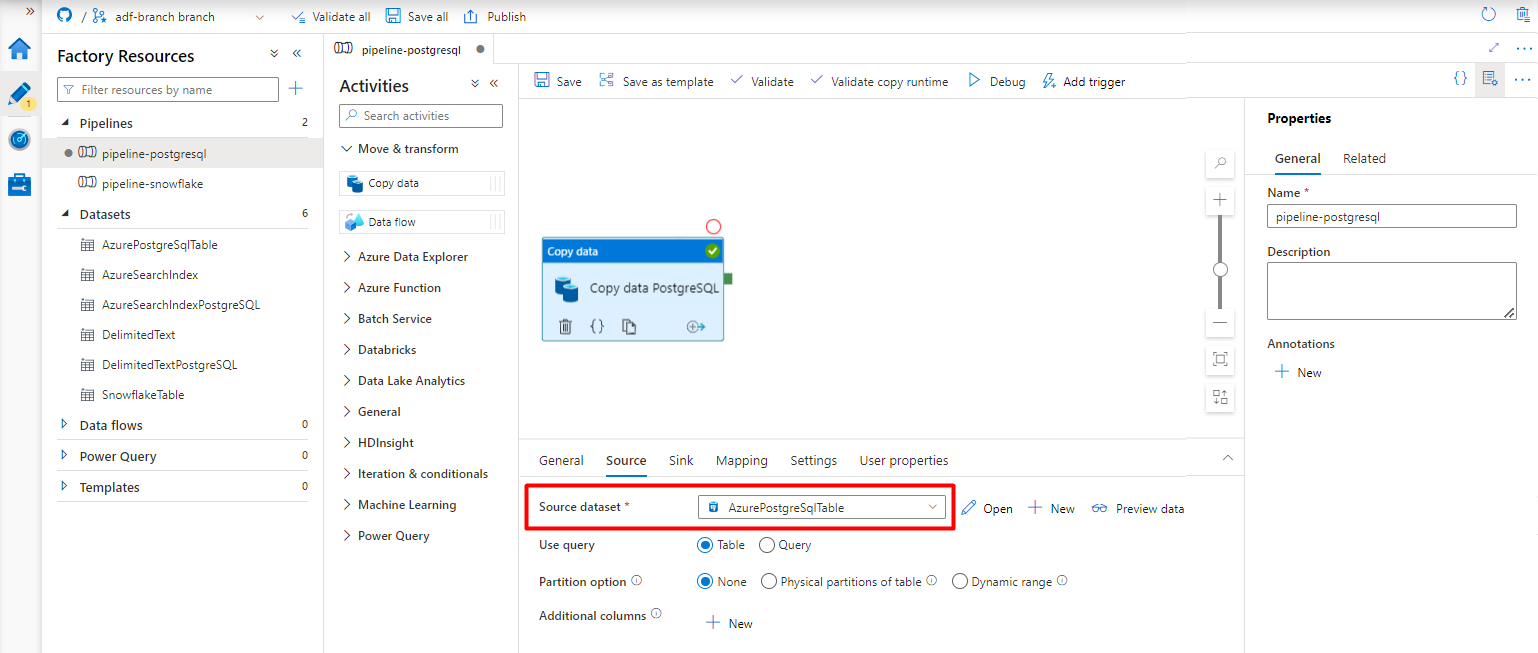 / adf-branch branch Validate all Save all Publish
Factory Resources
Filter resources by name
Pipelines 2
pipeline-postgresql
pipeline-snowflake
Datasets 6
AzurePostgreSqlTable
AzureSearchIndex
AzureSearchIndexPostgreSQL
DelimitedText
DelimitedTextPostgreSQL
SnowflakeTable
Data flows 0
Power Query 0
Templates 0
1
pipeline-postgresql
Activities
Search activities
Move & transform
Copy data
Data flow
Azure Data Explorer
Azure Function
Batch Service
Databricks
Data Lake Analytics
General
HDInsight
Iteration & conditionals
Machine Learning
Power Query
Save Save as template Validate Validate copy runtime Debug Add trigger
Copy data
Copy data PostgreSQL
General Source Sink Mapping Settings User properties
Source dataset * AzurePostgreSqlTable Open New Preview data
Use query Table Query
Partition option None Physical partitions of table Dynamic range
Additional columns New
Properties
General Related
Name *
pipeline-postgresql
Description
Annotations
New